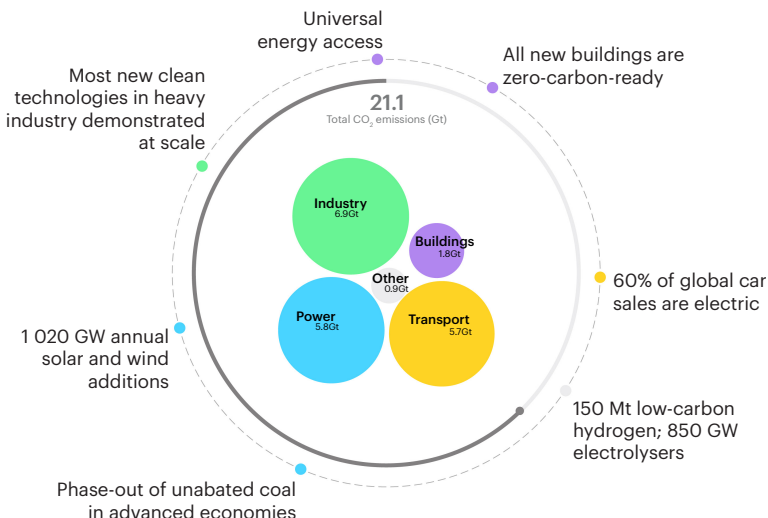 Universal
energy access
All new buildings are
zero-carbon-ready
Most new clean
technologies in heavy
industry demonstrated
at scale
21.1
Total CO₂ emissions (Gt)
Industry
6.9Gt
Buildings
1.8Gt
Other
0.9Gt
Power
5.8Gt
Transport
5.7Gt
60% of global car
sales are electric
1 020 GW annual
solar and wind
additions
150 Mt low-carbon
hydrogen; 850 GW
electrolysers
Phase-out of unabated coal
in advanced economies